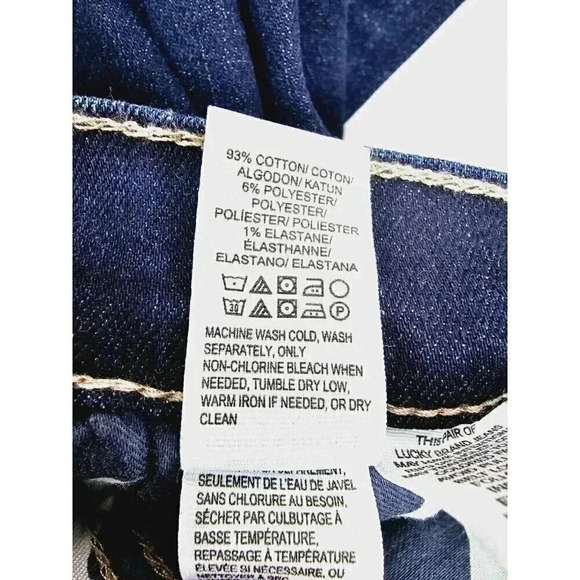 93% COTTON/ COTON/
ALGODON/ KATUN
6% POLYESTER/
POLYESTER/
POLÍESTER/ POLIESTER
1% ELASTANE/
ÉLASTHANNE/
ELASTANO/ ELASTANA
30 P
MACHINE WASH COLD, WASH
SEPARATELY, ONLY
NON-CHLORINE BLEACH WHEN
NEEDED, TUMBLE DRY LOW,
WARM IRON IF NEEDED, OR DRY
CLEAN
SEULEMENT DE L'EAU DE JAVEL
SANS CHLORURE AU BESOIN,
SÉCHER PAR CULBUTAGE À
BASSE TEMPÉRATURE,
REPASSAGE À TEMPÉRATURE
ÉLEVÉE SI NÉCESSAIRE, OU
THIS PAIR OF
LUCKY BRAND JEANS
MAY